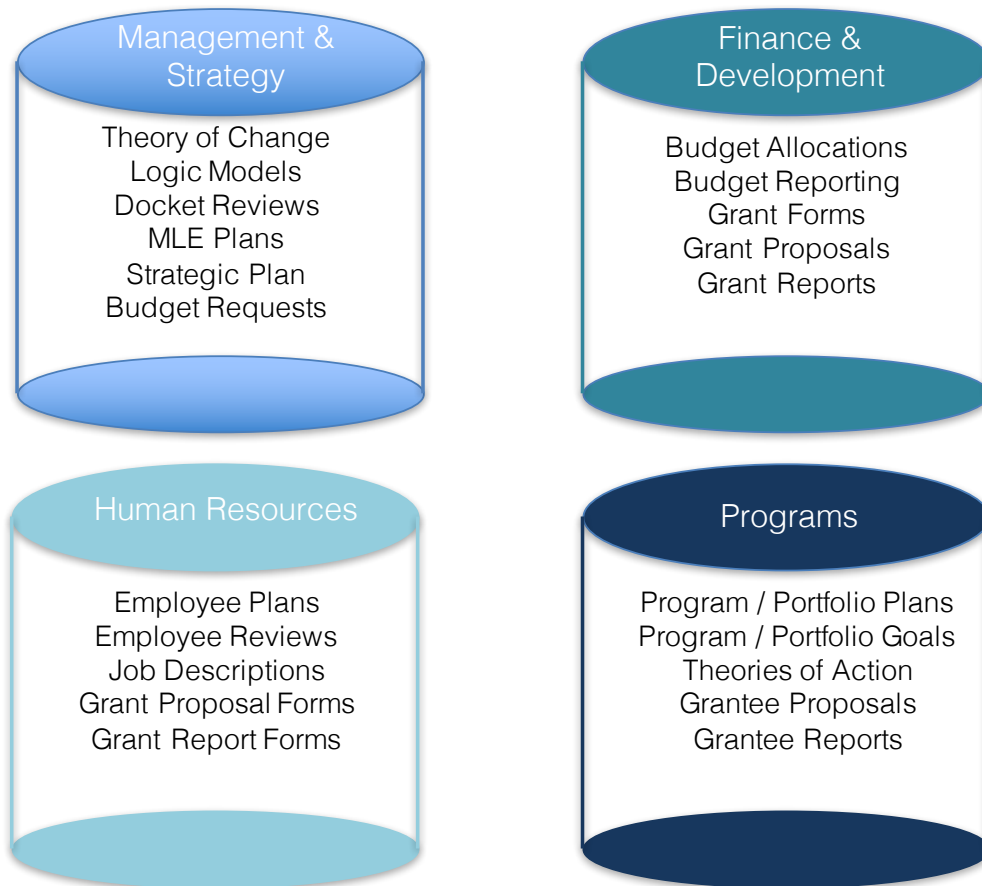 Management &
Strategy
Theory of Change
Logic Models
Docket Reviews
MLE Plans
Strategic Plan
Budget Requests
Finance &
Development
Budget Allocations
Budget Reporting
Grant Forms
Grant Proposals
Grant Reports
Human Resources
Employee Plans
Employee Reviews
Job Descriptions
Grant Proposal Forms
Grant Report Forms
Programs
Program / Portfolio Plans
Program / Portfolio Goals
Theories of Action
Grantee Proposals
Grantee Reports